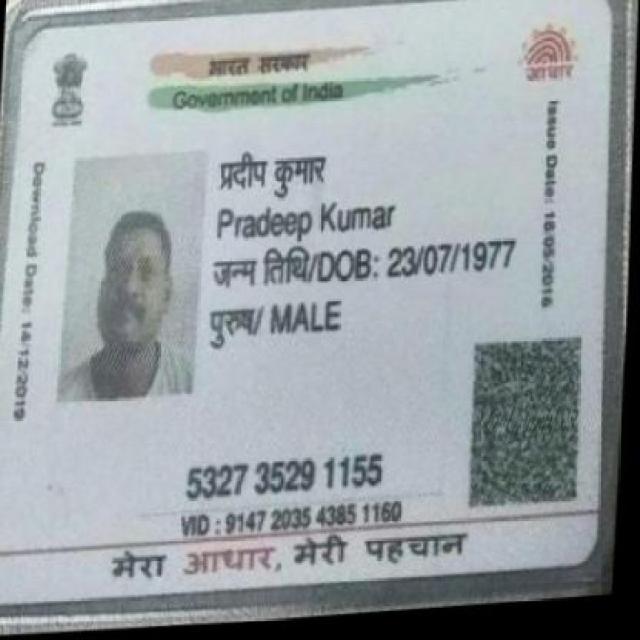 भारत सरकार
Government of India
आधार
Issue Date: 18/05/2016
Download Date: 14/12/2019
प्रदीप कुमार
Pradeep Kumar
जन्म तिथि/DOB: 23/07/1977
पुरुष/ MALE
5327 3529 1155
VID : 9147 2035 4385 1160
मेरा आधार, मेरी पहचान